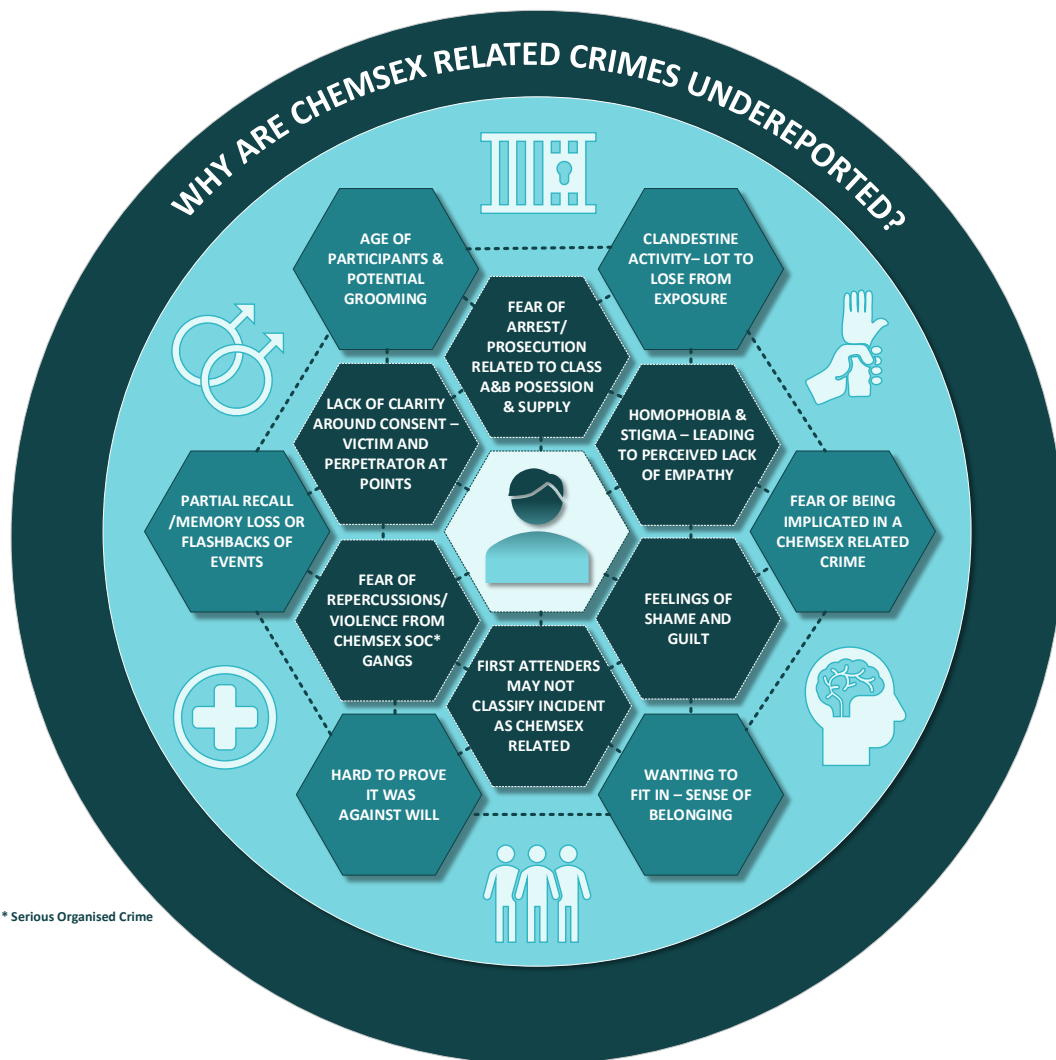 WHY ARE CHEMSEX RELATED CRIMES UNDEREPORTED?
AGE OF
PARTICIPANTS &
POTENTIAL
GROOMING
CLANDESTINE
ACTIVITY– LOT TO
LOSE FROM
EXPOSURE
FEAR OF
ARREST/
PROSECUTION
RELATED TO CLASS
A&B POSESSION
& SUPPLY
LACK OF CLARITY
AROUND CONSENT –
VICTIM AND
PERPETRATOR AT
POINTS
HOMOPHOBIA &
STIGMA – LEADING
TO PERCEIVED LACK
OF EMPATHY
PARTIAL RECALL
/MEMORY LOSS OR
FLASHBACKS OF
EVENTS
FEAR OF BEING
IMPLICATED IN A
CHEMSEX RELATED
CRIME
FEAR OF
REPERCUSSIONS/
VIOLENCE FROM
CHEMSEX SOC*
GANGS
FEELINGS OF
SHAME AND
GUILT
FIRST ATTENDERS
MAY NOT
CLASSIFY INCIDENT
AS CHEMSEX
RELATED
HARD TO PROVE
IT WAS
AGAINST WILL
WANTING TO
FIT IN – SENSE OF
BELONGING
* Serious Organised Crime